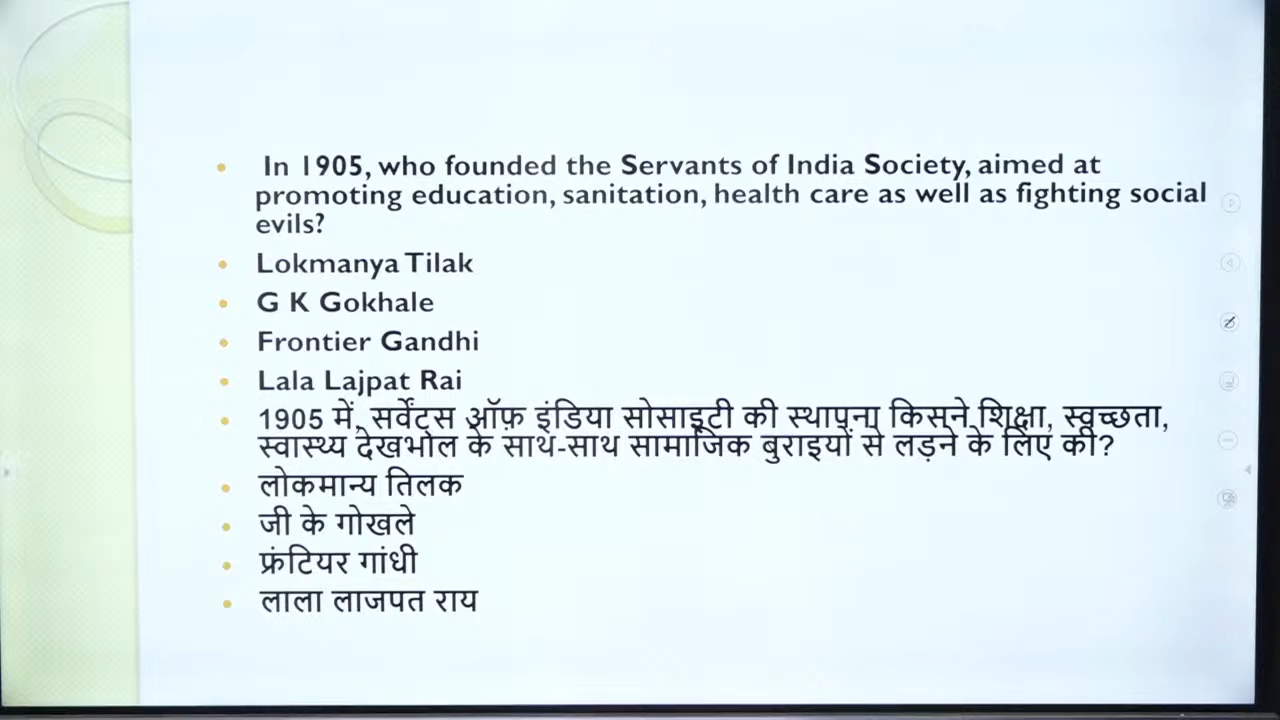 In 1905, who founded the Servants of India Society, aimed at
promoting education, sanitation, health care as well as fighting social
evils?
Lokmanya Tilak
G K Gokhale
Frontier Gandhi
Lala Lajpat Rai
1905 में, सर्वेंट्स ऑफ़ इंडिया सोसाइटी की स्थापना किसने शिक्षा, स्वच्छता,
स्वास्थ्य देखभाल के साथ-साथ सामाजिक बुराइयों से लड़ने के लिए की?
लोकमान्य तिलक
जी के गोखले
फ्रंटियर गांधी
लाला लाजपत राय